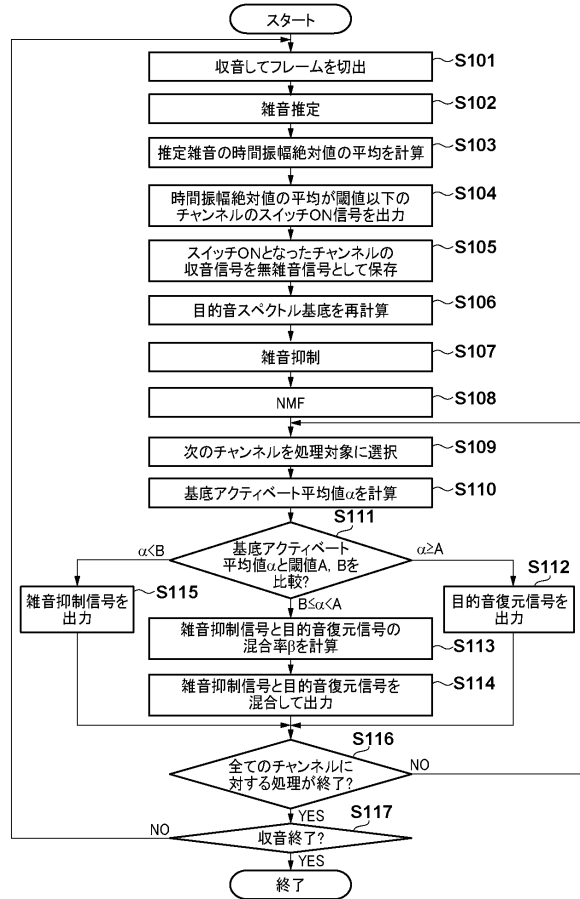 スタート
収音してフレームを切出
S101
雑音推定
S102
推定雑音の時間振幅絶対値の平均を計算
S103
時間振幅絶対値の平均が閾値以下の
チャンネルのスイッチON信号を出力
S104
スイッチONとなったチャンネルの
収音信号を無雑音信号として保存
S105
目的音スペクトル基底を再計算
S106
雑音抑制
S107
NMF
S108
次のチャンネルを処理対象に選択
S109
基底アクティベート平均値αを計算
S110
S111
基底アクティベート
平均値αと閾値A, Bを
比較?
α<B
α≥A
B≤α<A
S115
雑音抑制信号を
出力
S112
目的音復元信号を
出力
雑音抑制信号と目的音復元信号の
混合率βを計算
S113
雑音抑制信号と目的音復元信号を
混合して出力
S114
S116
全てのチャンネルに
対する処理が終了?
NO
YES
S117
収音終了?
NO
YES
終了